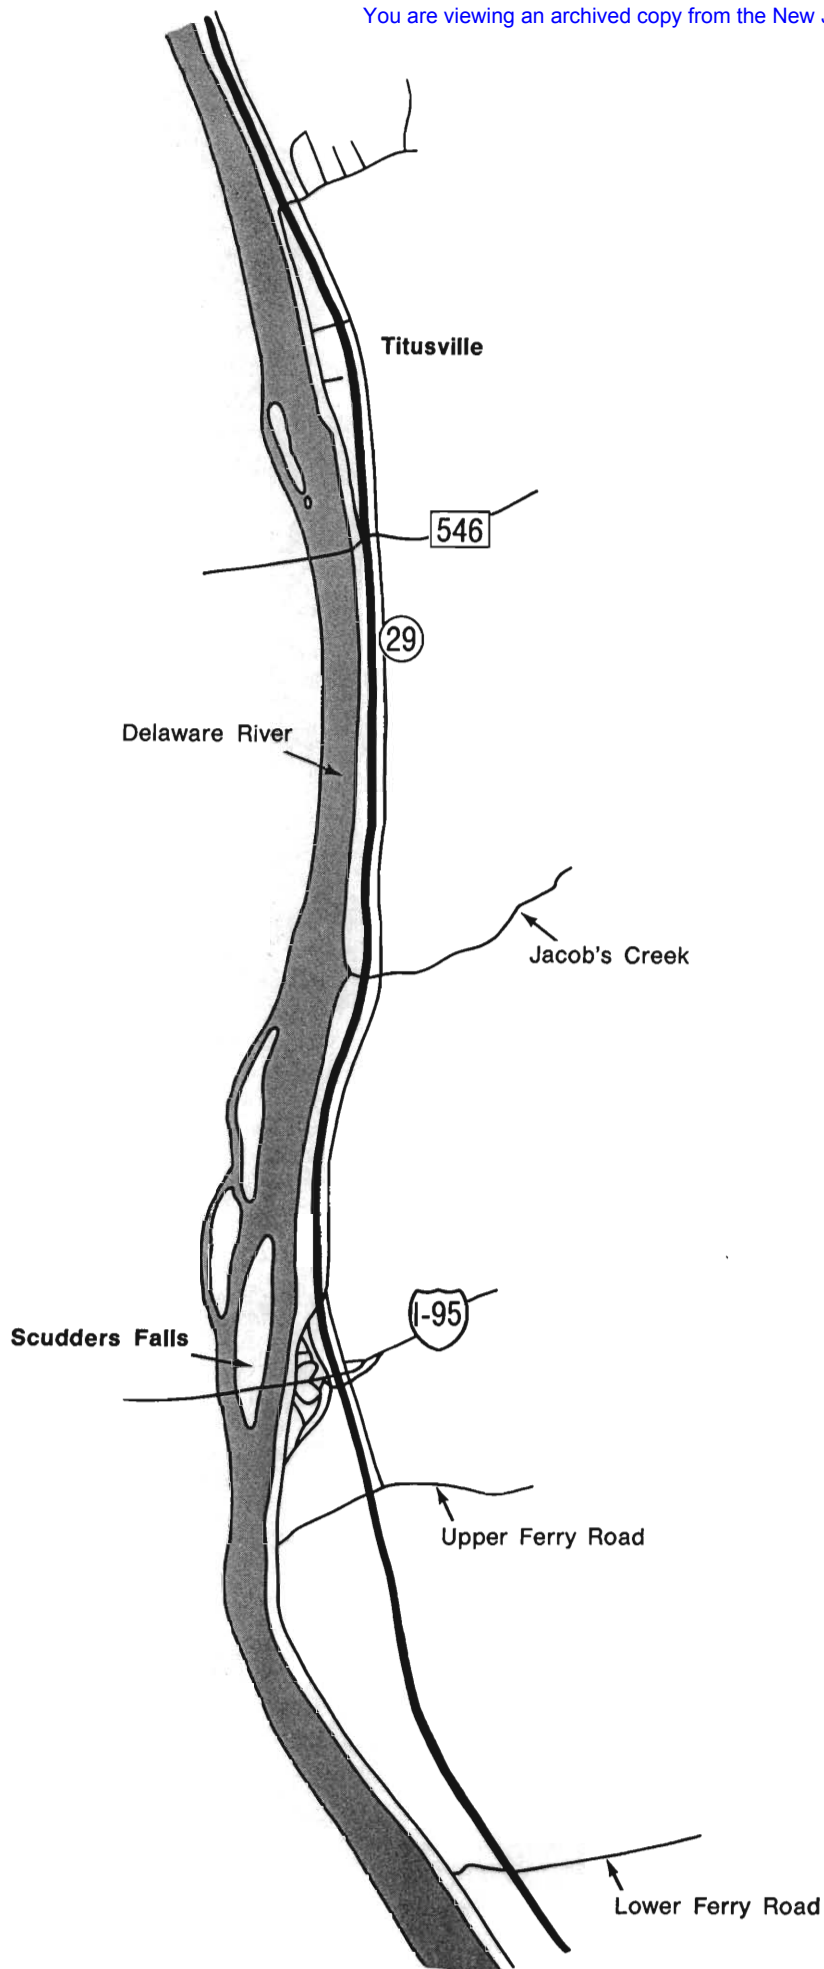 You are viewing an archived copy from the New J
Titusville
546
29
Delaware River
Jacob's Creek
I-95
Scudders Falls
Upper Ferry Road
Lower Ferry Road